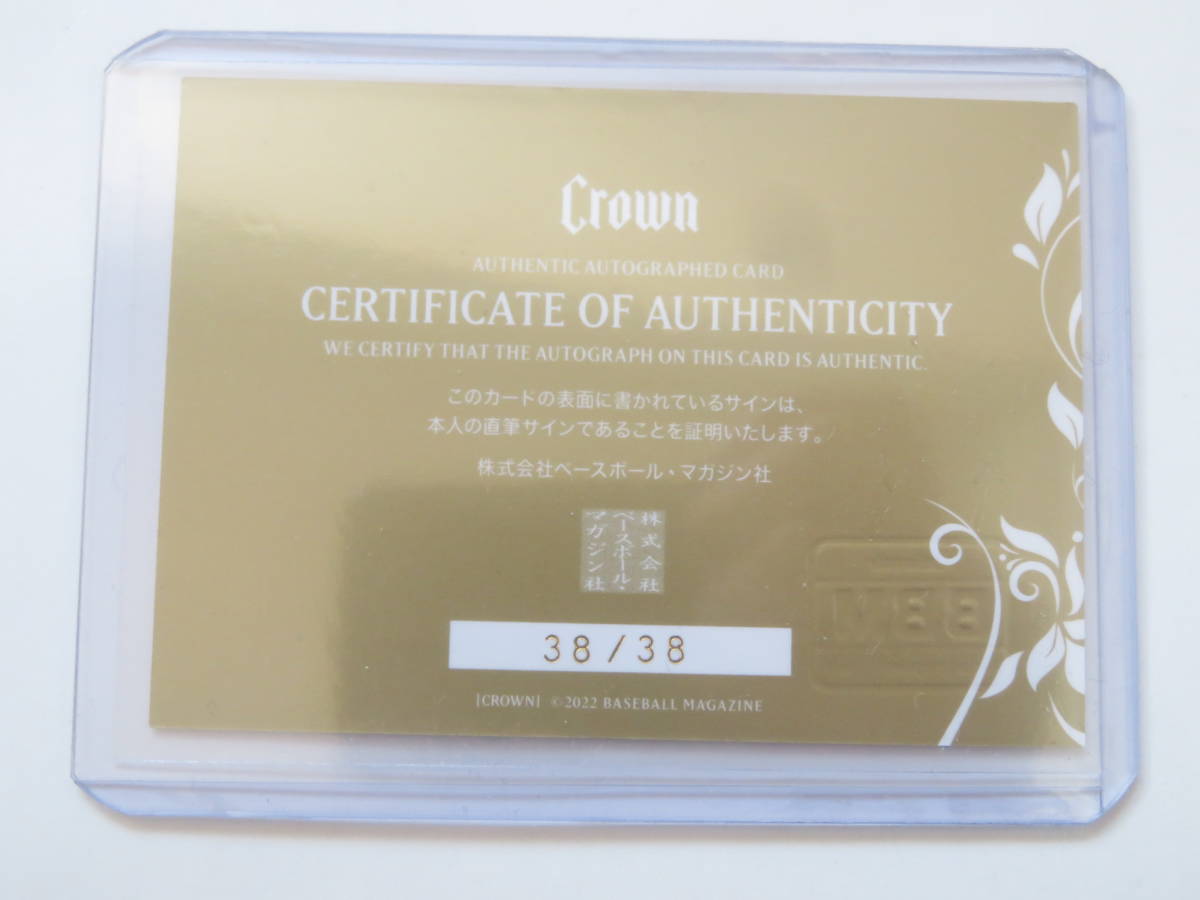 Crown
AUTHENTIC AUTOGRAPHED CARD
CERTIFICATE OF AUTHENTICITY
WE CERTIFY THAT THE AUTOGRAPH ON THIS CARD IS AUTHENTIC.
このカードの表面に書かれているサインは、
本人の直筆サインであることを証明いたします。
株式会社ベースボール・マガジン社
株式会社
ベースボール・
マガジン社
38/38
[CROWN] ©2022 BASEBALL MAGAZINE